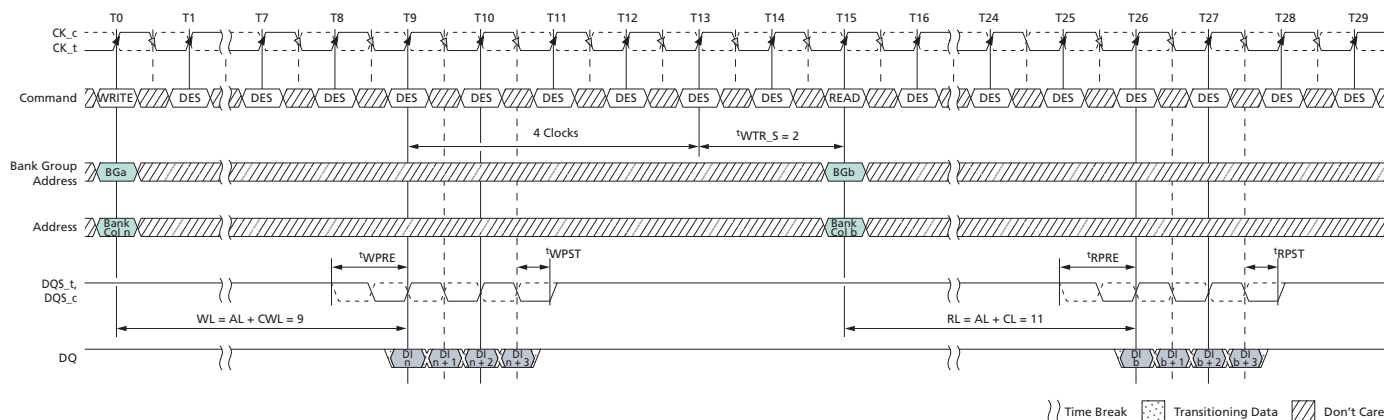 T0 T1 T7 T8 T9 T10 T11 T12 T13 T14 T15 T16 T24 T25 T26 T27 T28 T29
CK_c
CK_t
Command WRITE DES DES DES DES DES DES DES DES DES READ DES DES DES DES DES DES DES
4 Clocks tWTR_S = 2
Bank Group
Address BGa BGb
Address Bank Col n Bank Col b
tWPRE tWPST tRPRE tRPST
DQS_t,
DQS_c
WL = AL + CWL = 9 RL = AL + CL = 11
DQ DI n DI n + 1 DI n + 2 DI n + 3 DI b DI b + 1 DI b + 2 DI b + 3
Time Break Transitioning Data Don't Care